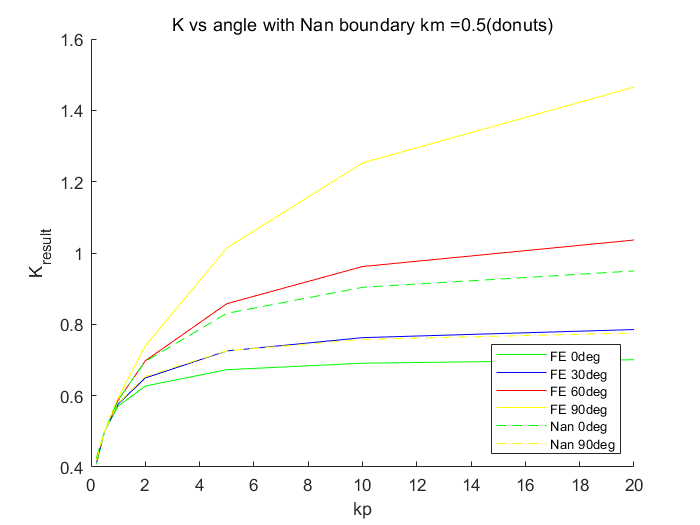 K vs angle with Nan boundary km =0.5(donuts)
1.6
1.4
1.2
1
0.8
0.6
0.4
K_result
0 2 4 6 8 10 12 14 16 18 20
kp
FE 0deg
FE 30deg
FE 60deg
FE 90deg
Nan 0deg
Nan 90deg